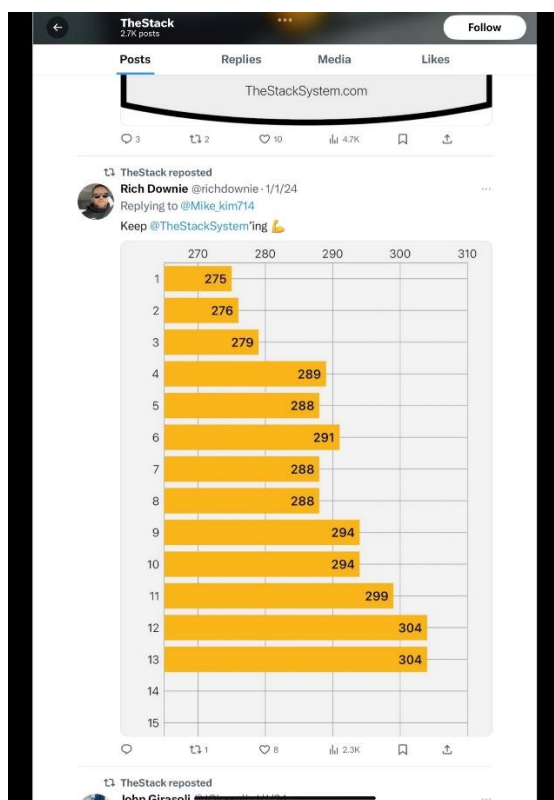 TheStack
2.7K posts
Follow
Posts Replies Media Likes
TheStackSystem.com
3 2 10 4.7K
TheStack reposted
Rich Downie @richdownie · 1/1/24
Replying to @Mike_kim714
Keep @TheStackSystem'ing 💪
270 280 290 300 310
1 275
2 276
3 279
4 289
5 288
6 291
7 288
8 288
9 294
10 294
11 299
12 304
13 304
14
15
1 8 2.3K
TheStack reposted
John Girasoli